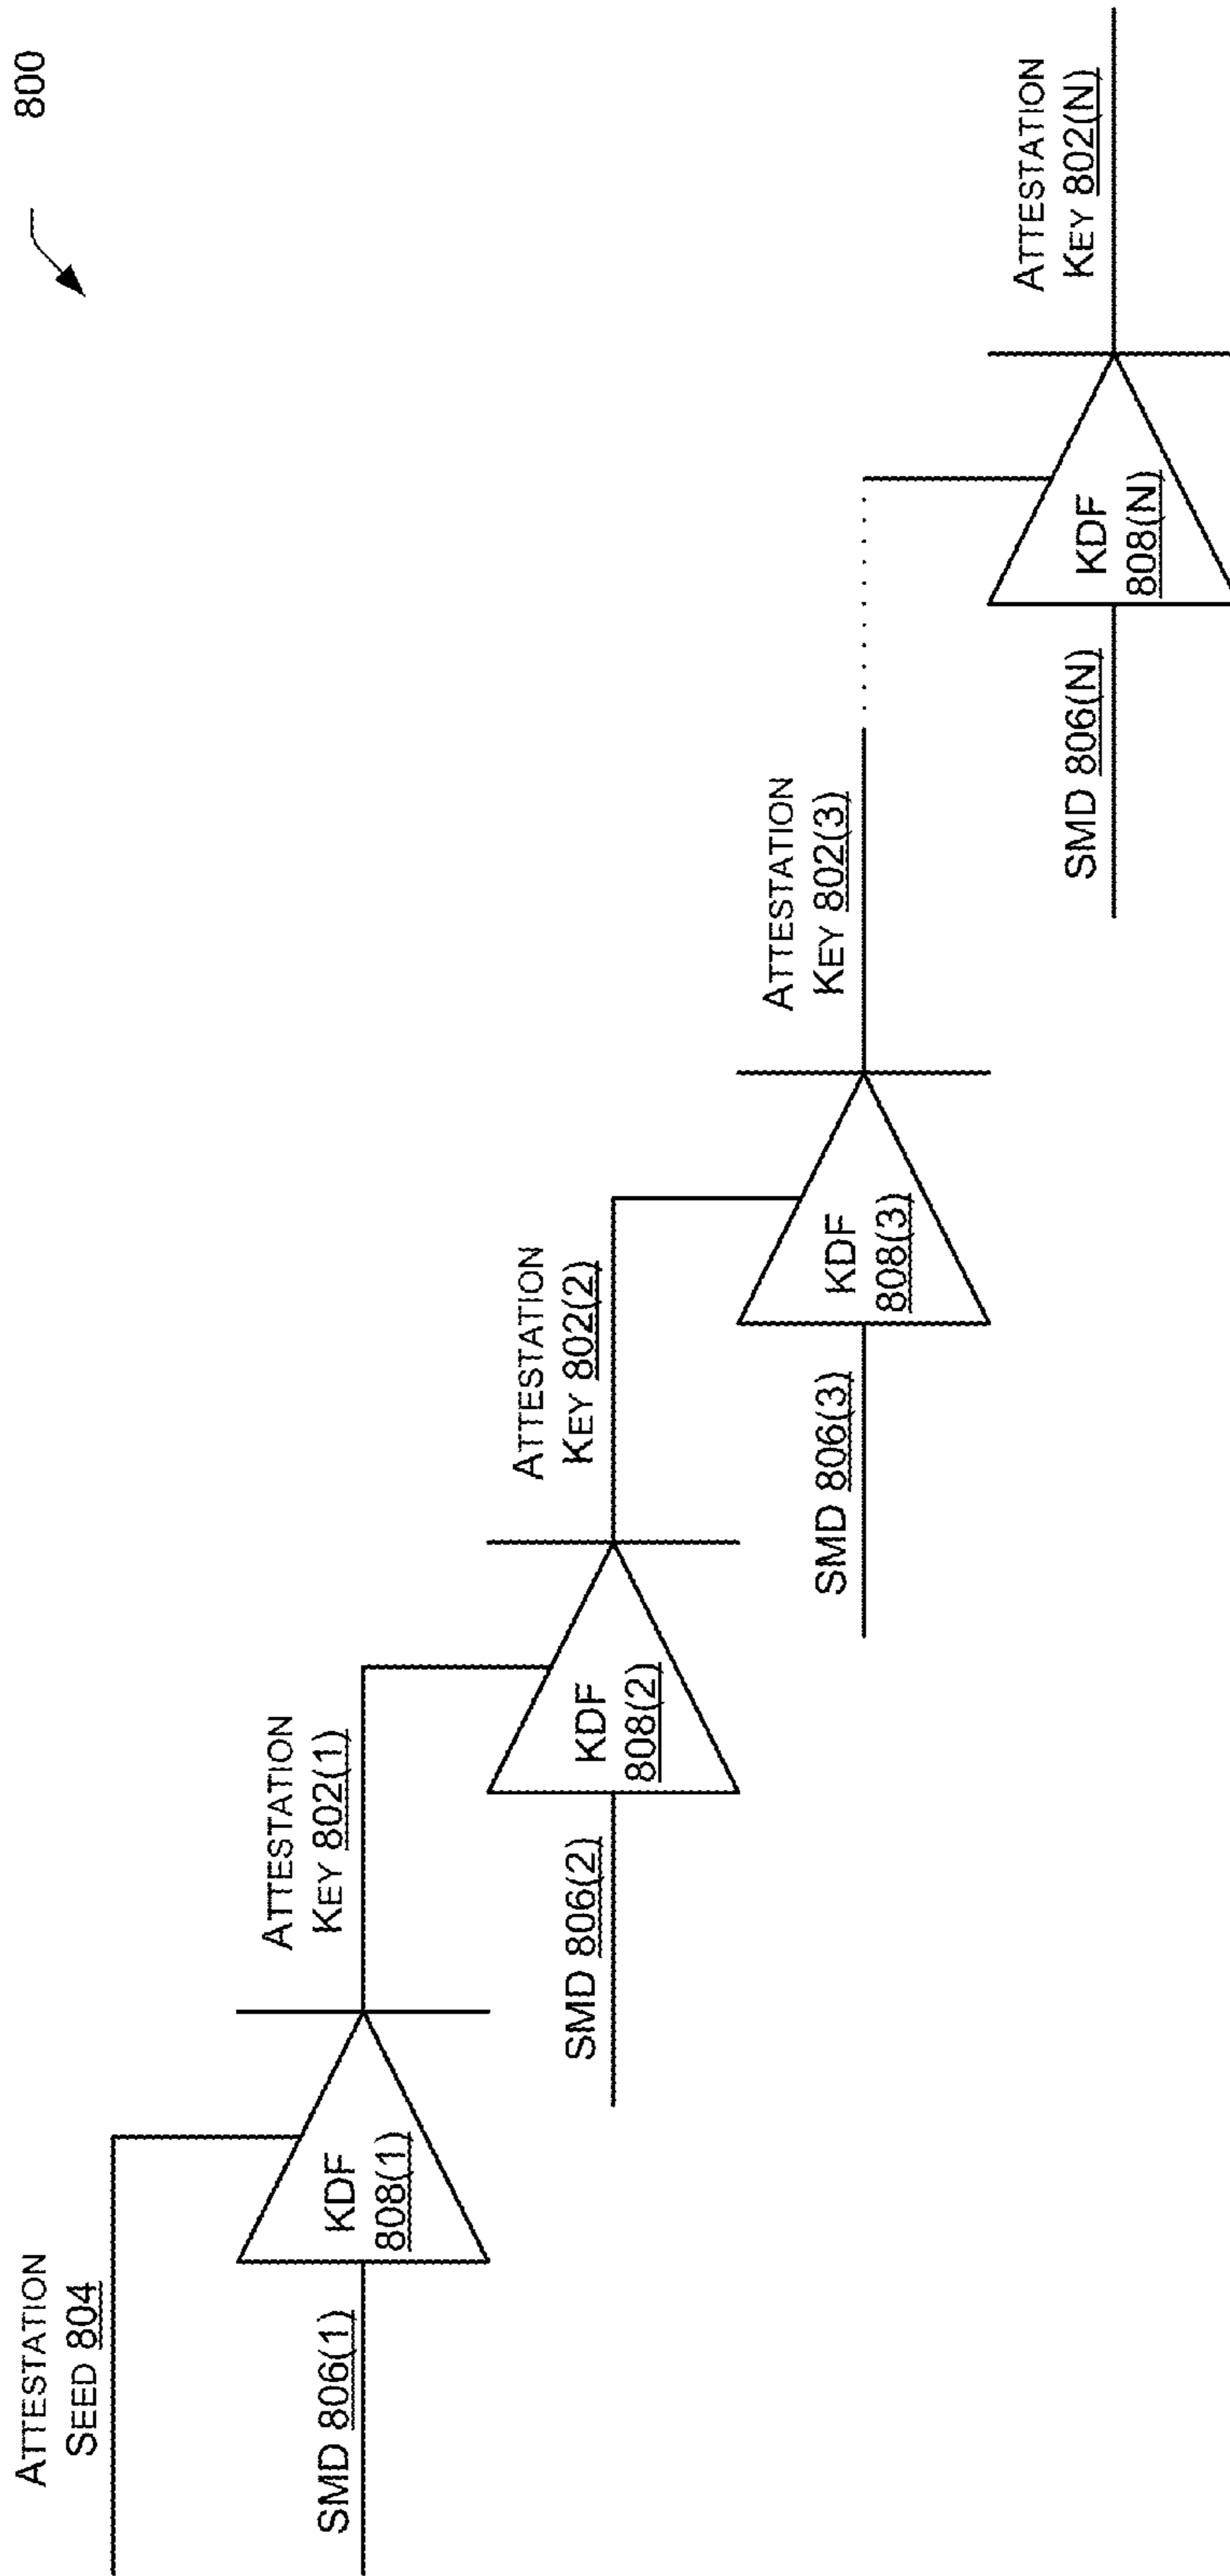 800
ATTESTATION
SEED 804
SMD 806(1)
KDF
808(1)
ATTESTATION
KEY 802(1)
SMD 806(2)
KDF
808(2)
ATTESTATION
KEY 802(2)
SMD 806(3)
KDF
808(3)
ATTESTATION
KEY 802(3)
SMD 806(N)
KDF
808(N)
ATTESTATION
KEY 802(N)